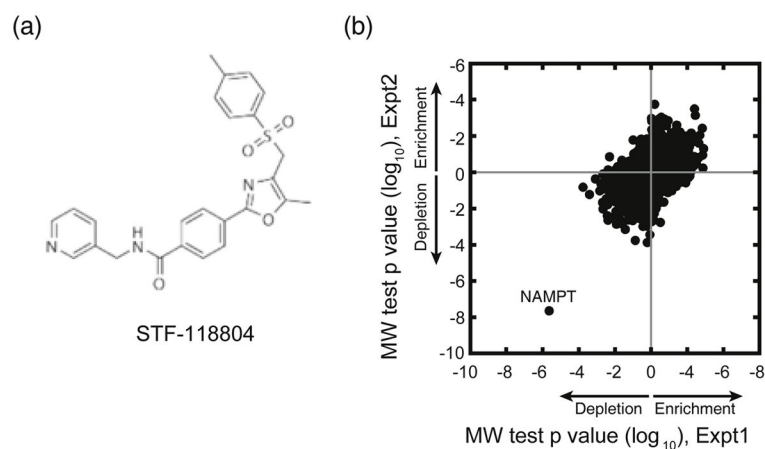 (a)
(b)
O
S
O
N
O
N
H
N
O
STF-118804
MW test p value (log10), Expt2
Depletion
Enrichment
-6
-4
-2
0
-2
-4
-6
-8
-10
NAMPT
-10 -8 -6 -4 -2 0 -2 -4 -6 -8
Depletion Enrichment
MW test p value (log10), Expt1